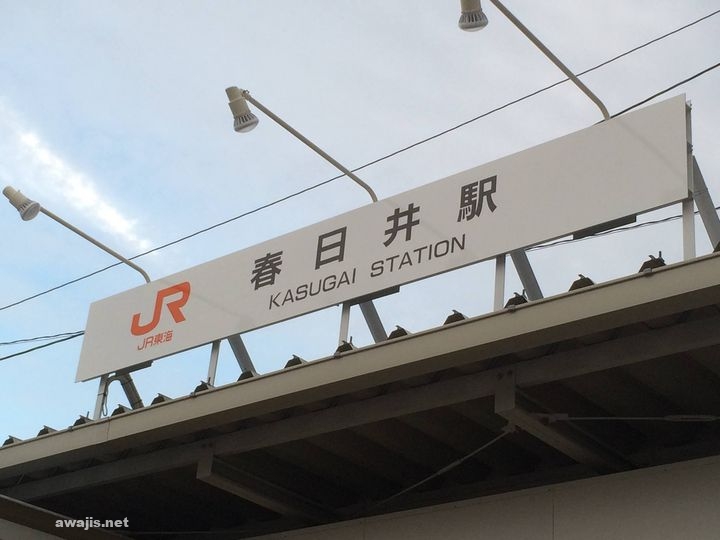 春日井駅
KASUGAI STATION
JR
JR東海
awajis.net